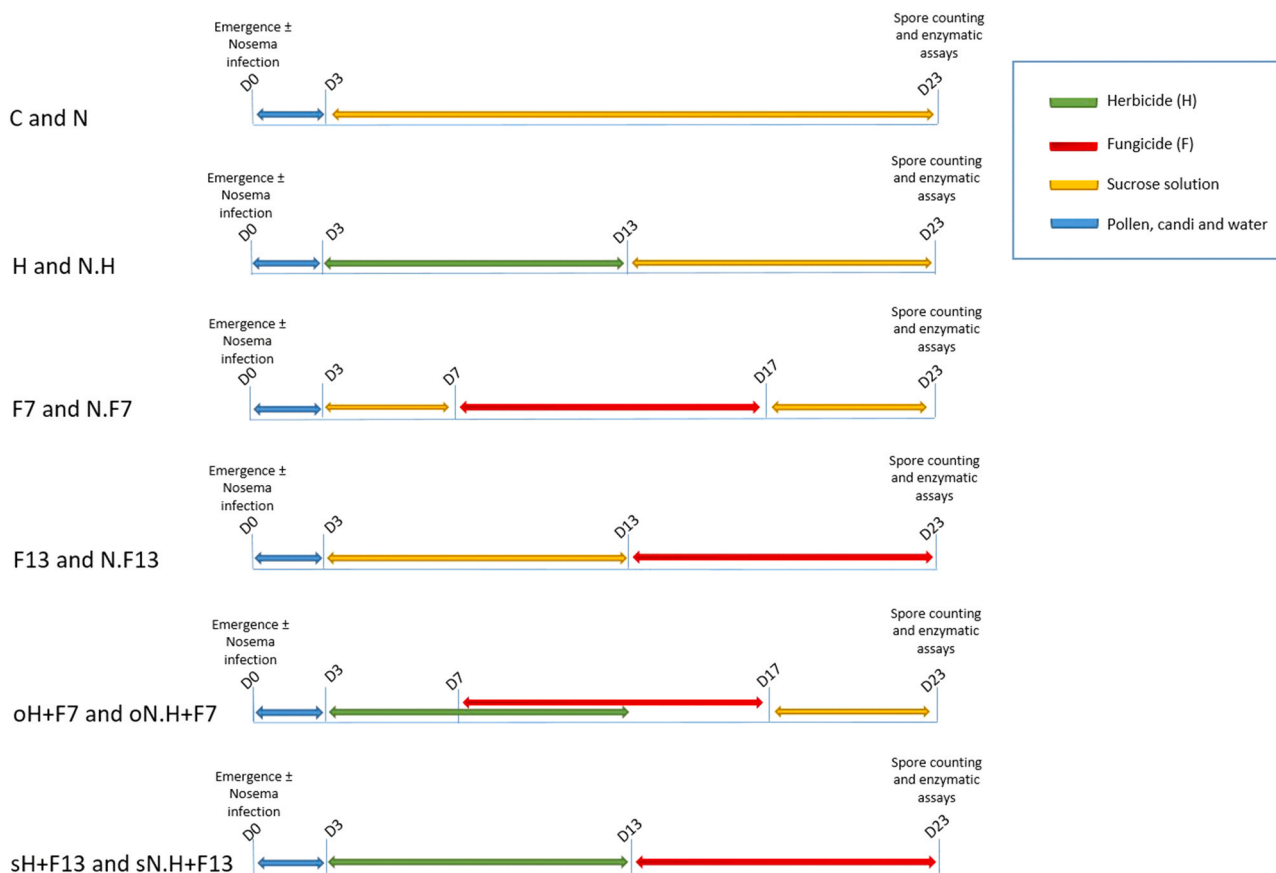 Emergence ±
Nosema
infection
Spore counting
and enzymatic
assays
D0
D3
D23
C and N
Herbicide (H)
Fungicide (F)
Sucrose solution
Pollen, candi and water
Emergence ±
Nosema
infection
Spore counting
and enzymatic
assays
D0
D3
D13
D23
H and N.H
Emergence ±
Nosema
infection
Spore counting
and enzymatic
assays
D0
D3
D7
D17
D23
F7 and N.F7
Emergence ±
Nosema
infection
Spore counting
and enzymatic
assays
D0
D3
D13
D23
F13 and N.F13
Emergence ±
Nosema
infection
Spore counting
and enzymatic
assays
D0
D3
D7
D17
D23
oH+F7 and oN.H+F7
Emergence ±
Nosema
infection
Spore counting
and enzymatic
assays
D0
D3
D13
D23
sH+F13 and sN.H+F13